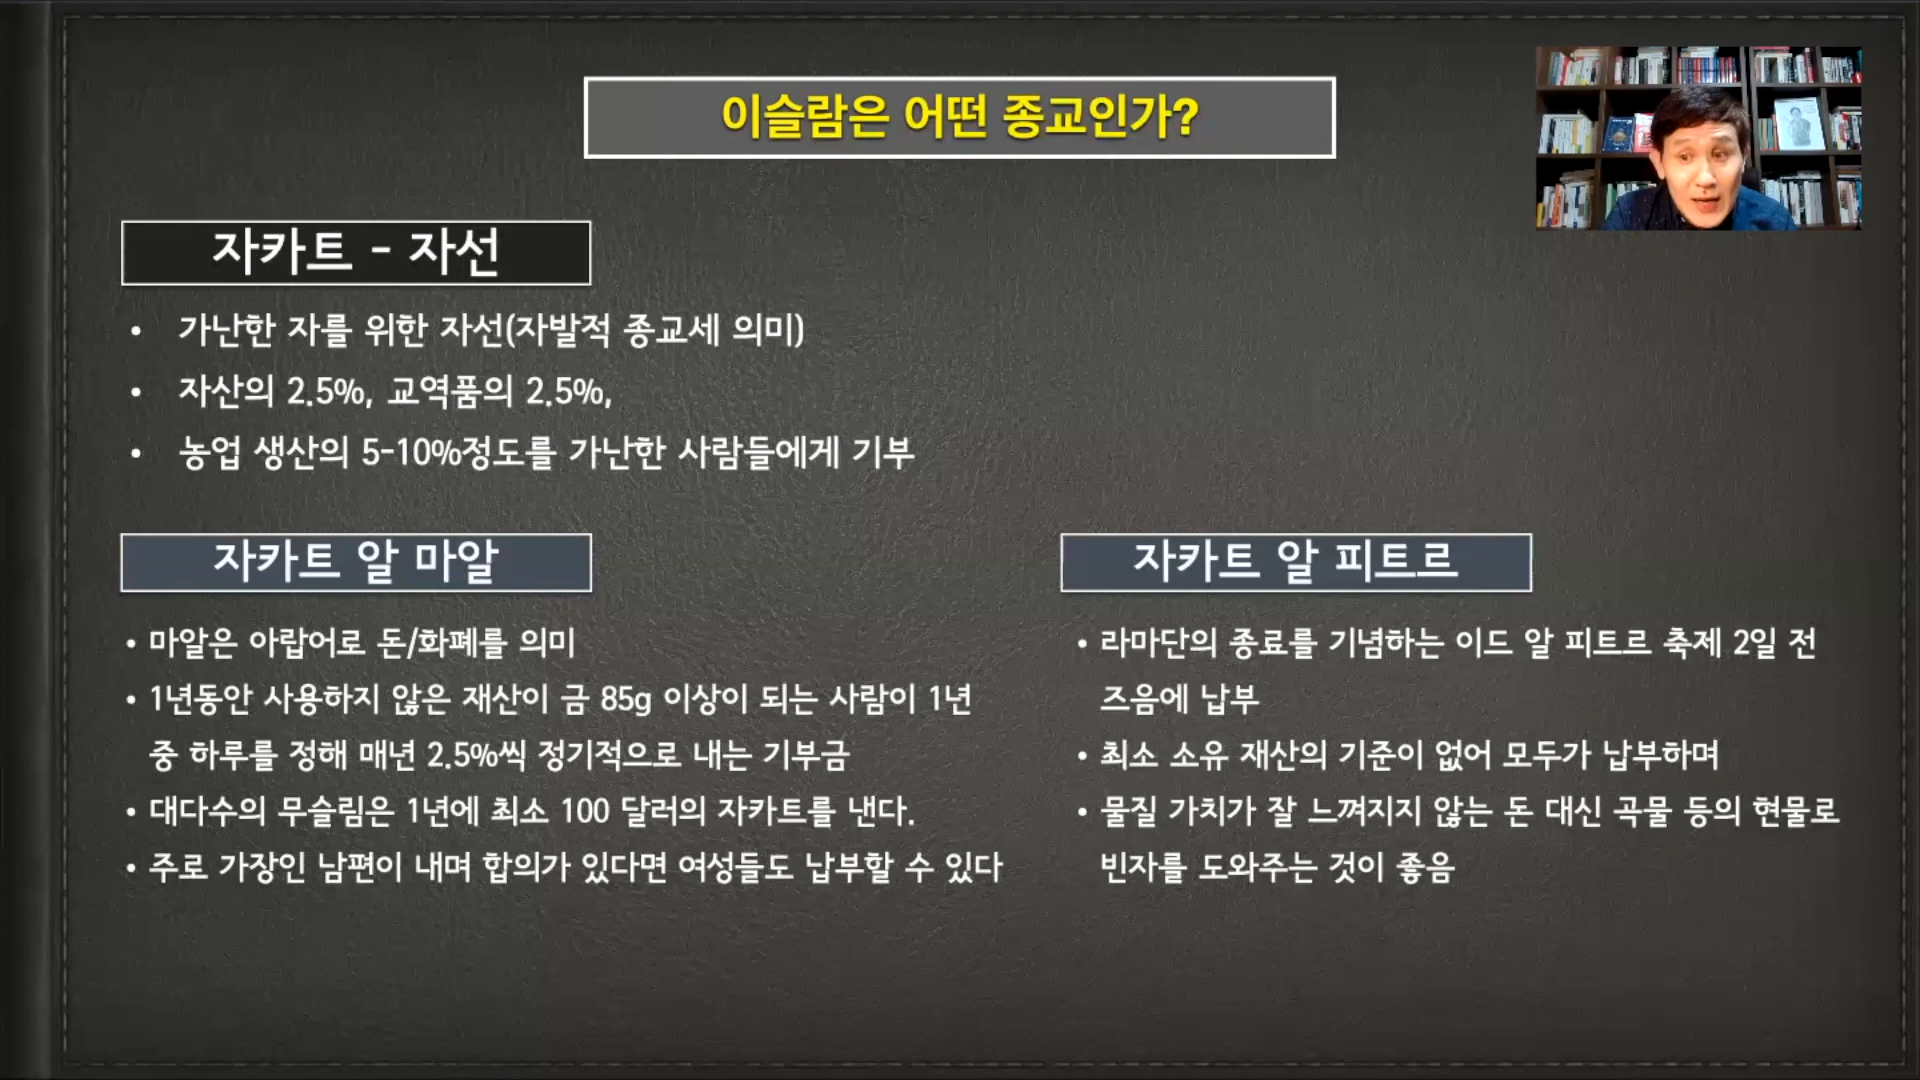 이슬람은 어떤 종교인가?
자카트 - 자선
• 가난한 자를 위한 자선(자발적 종교세 의미)
• 자산의 2.5%, 교역품의 2.5%,
• 농업 생산의 5-10%정도를 가난한 사람들에게 기부
자카트 알 마알
• 마알은 아랍어로 돈/화폐를 의미
• 1년동안 사용하지 않은 재산이 금 85g 이상이 되는 사람이 1년
중 하루를 정해 매년 2.5%씩 정기적으로 내는 기부금
• 대다수의 무슬림은 1년에 최소 100 달러의 자카트를 낸다.
• 주로 가장인 남편이 내며 합의가 있다면 여성들도 납부할 수 있다
자카트 알 피트르
• 라마단의 종료를 기념하는 이드 알 피트르 축제 2일 전
즈음에 납부
• 최소 소유 재산의 기준이 없어 모두가 납부하며
• 물질 가치가 잘 느껴지지 않는 돈 대신 곡물 등의 현물로
빈자를 도와주는 것이 좋음